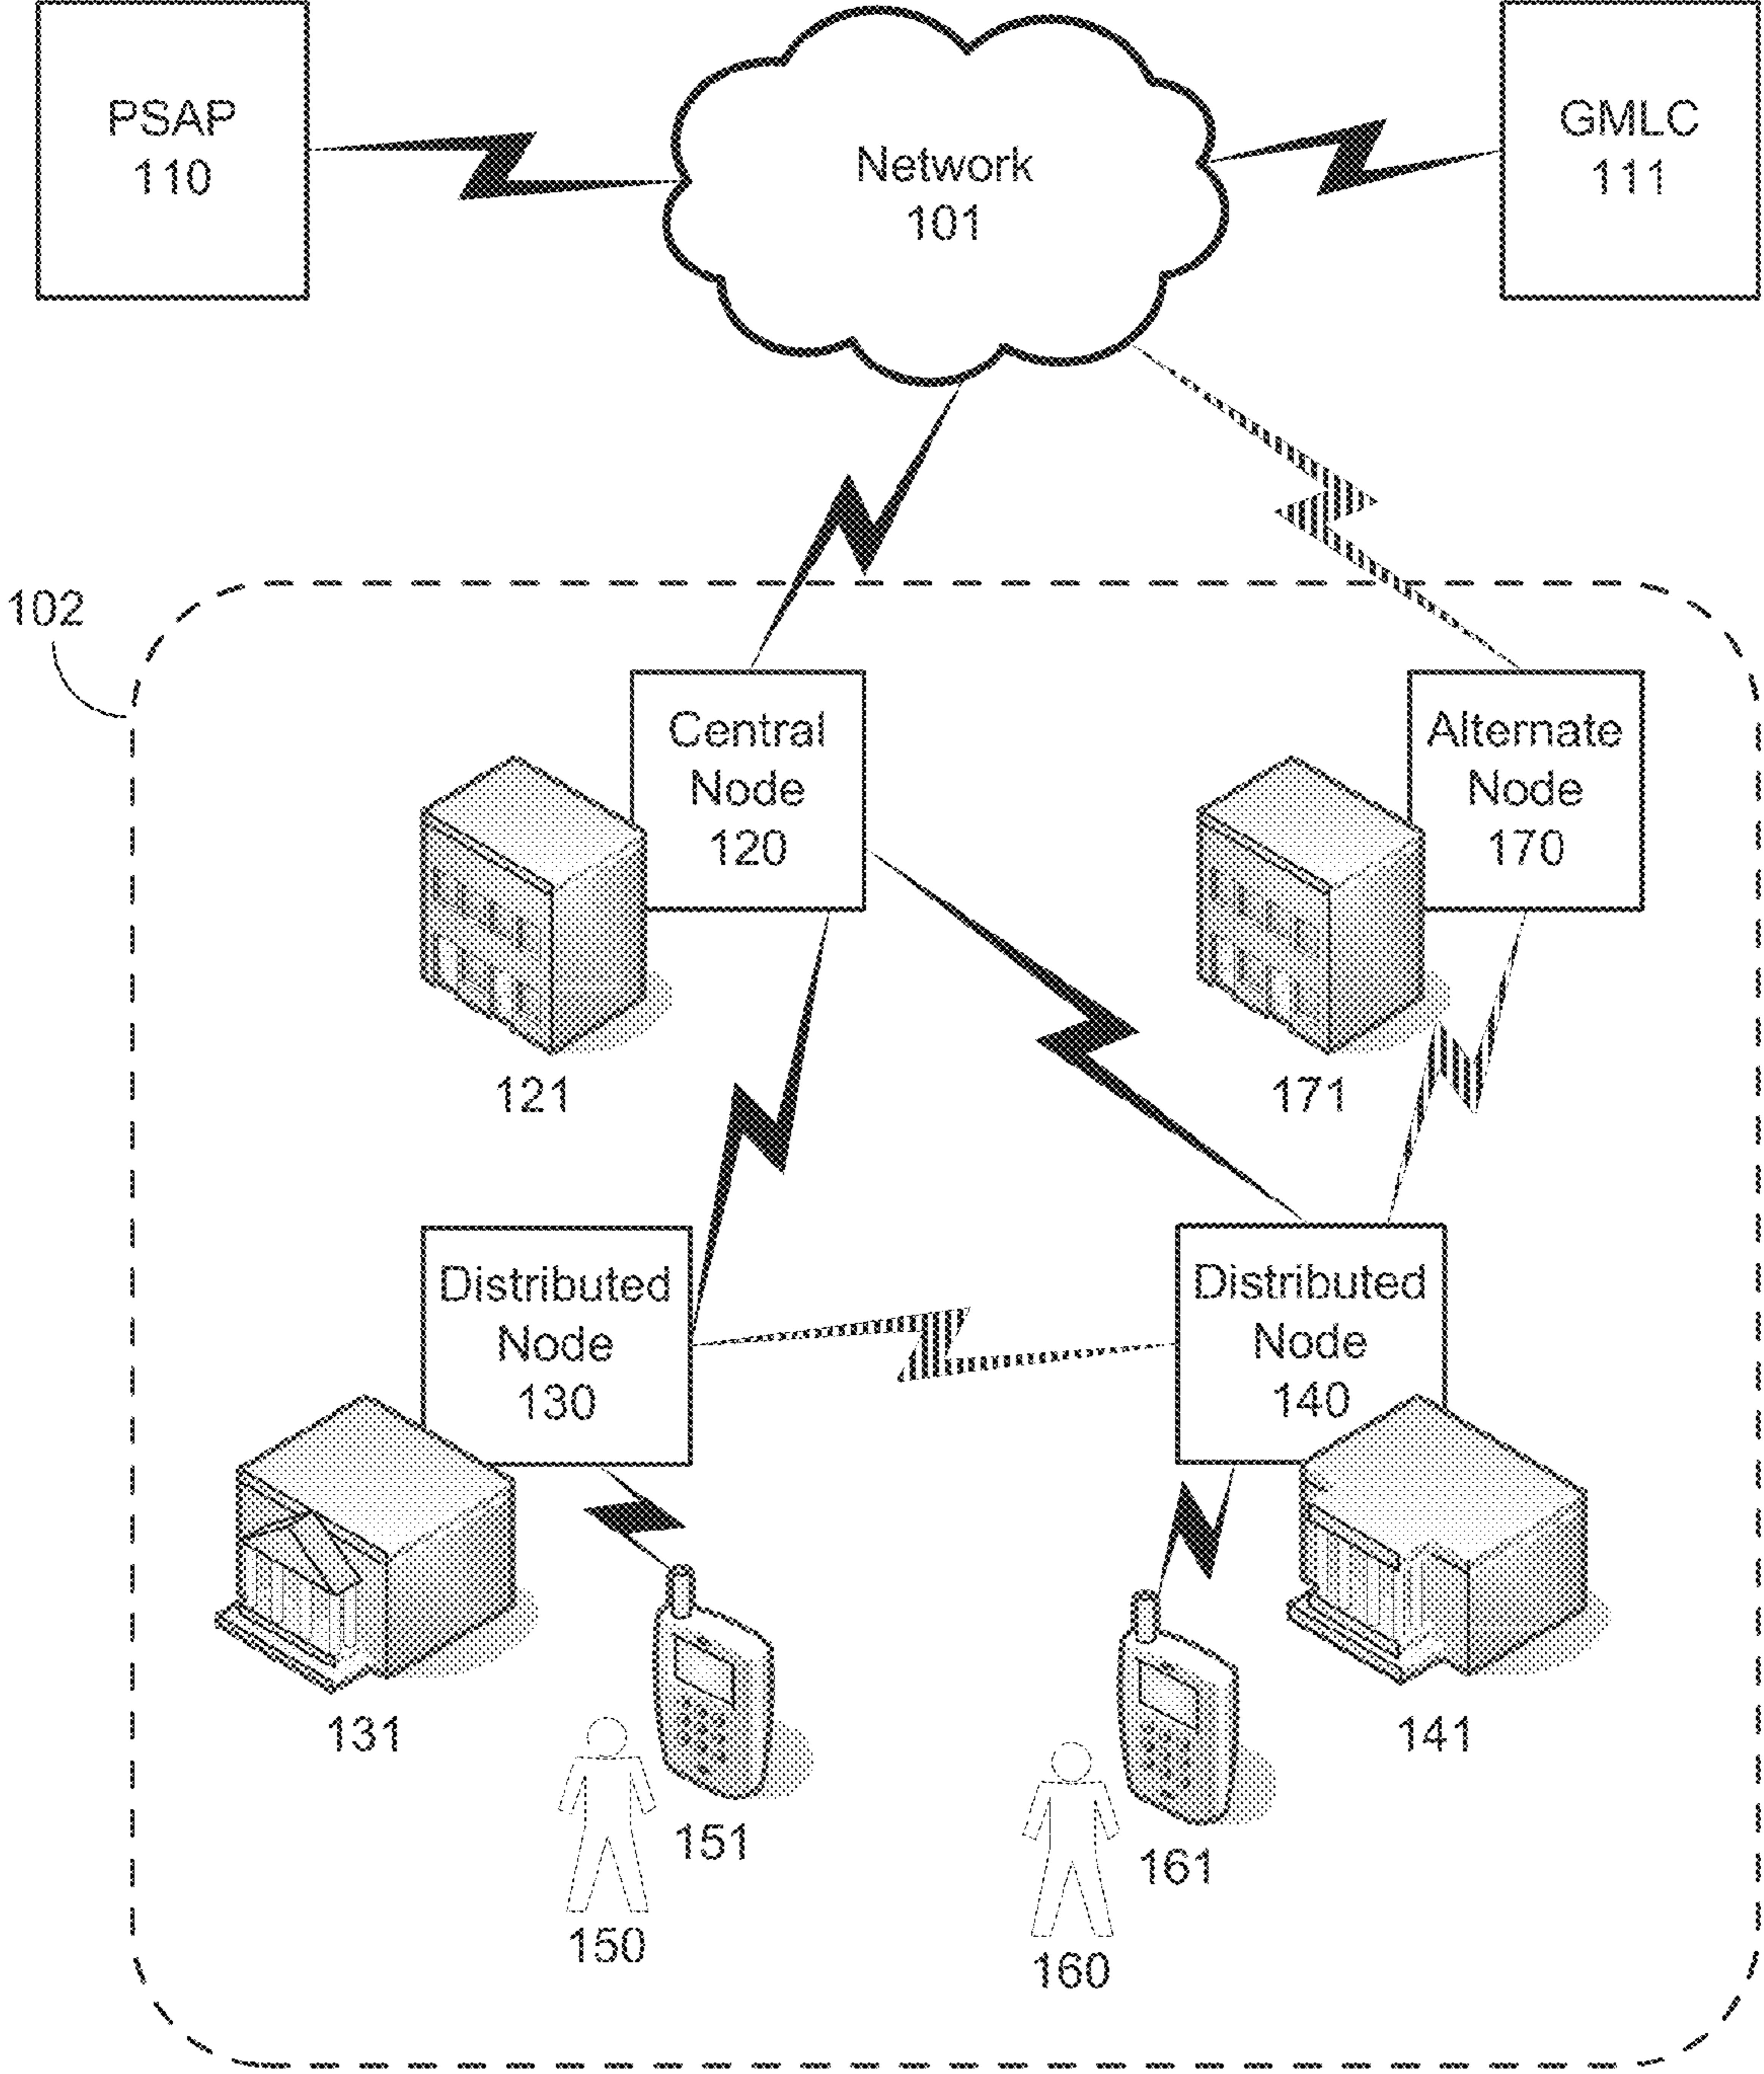 PSAP
110
Network
101
GMLC
111
102
Central
Node
120
Alternate
Node
170
121
171
Distributed
Node
130
Distributed
Node
140
131
141
151
161
150
160